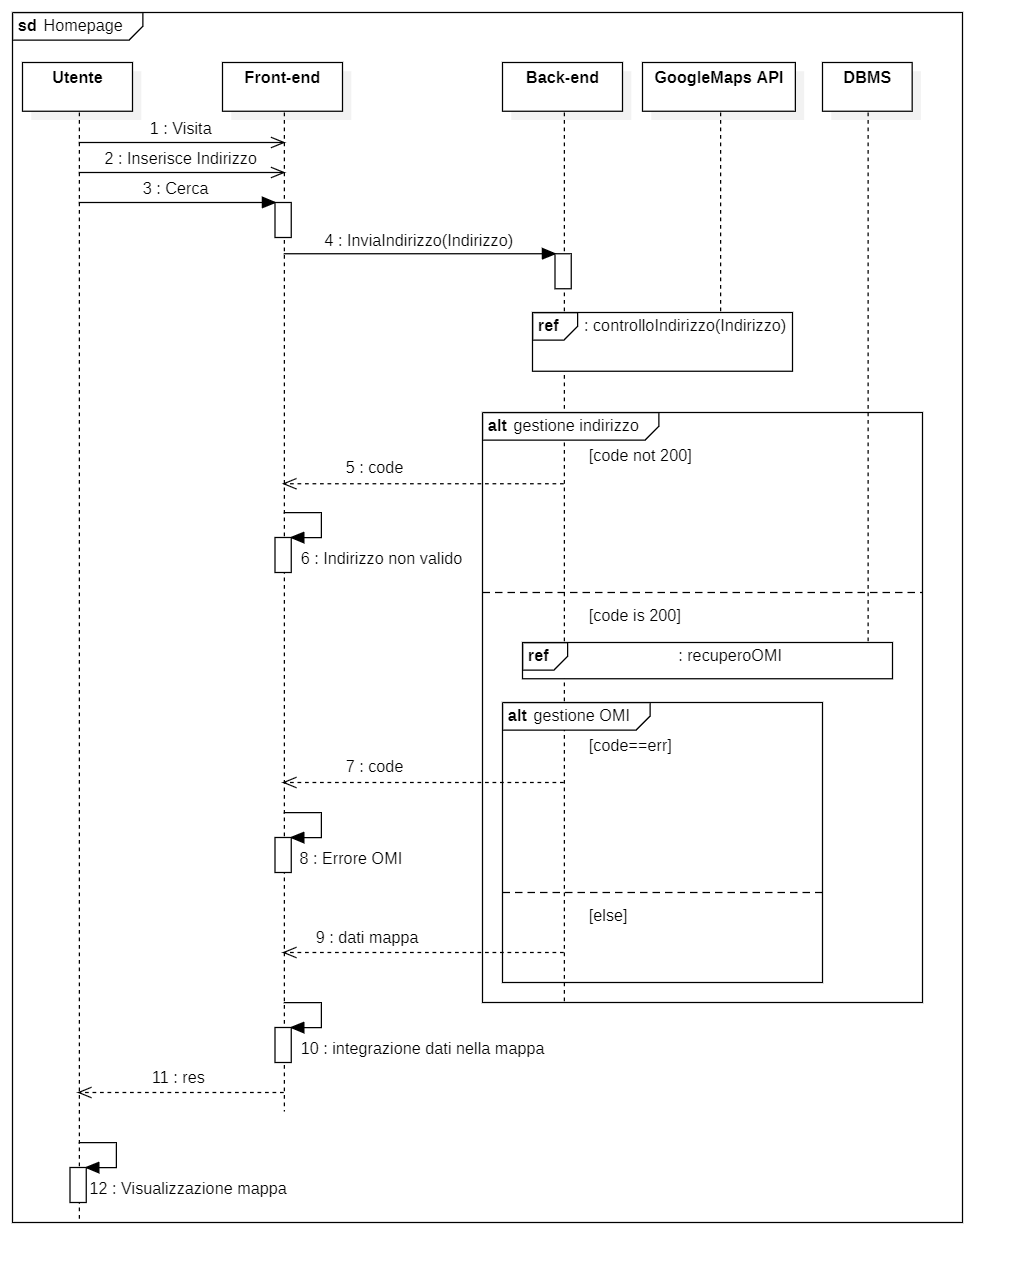 sd Homepage
Utente
Front-end
Back-end
GoogleMaps API
DBMS
1 : Visita
2 : Inserisce Indirizzo
3 : Cerca
4 : InviaIndirizzo(Indirizzo)
ref : controlloIndirizzo(Indirizzo)
alt gestione indirizzo
[code not 200]
5 : code
6 : Indirizzo non valido
[code is 200]
ref : recuperoOMI
alt gestione OMI
[code==err]
7 : code
8 : Errore OMI
[else]
9 : dati mappa
10 : integrazione dati nella mappa
11 : res
12 : Visualizzazione mappa